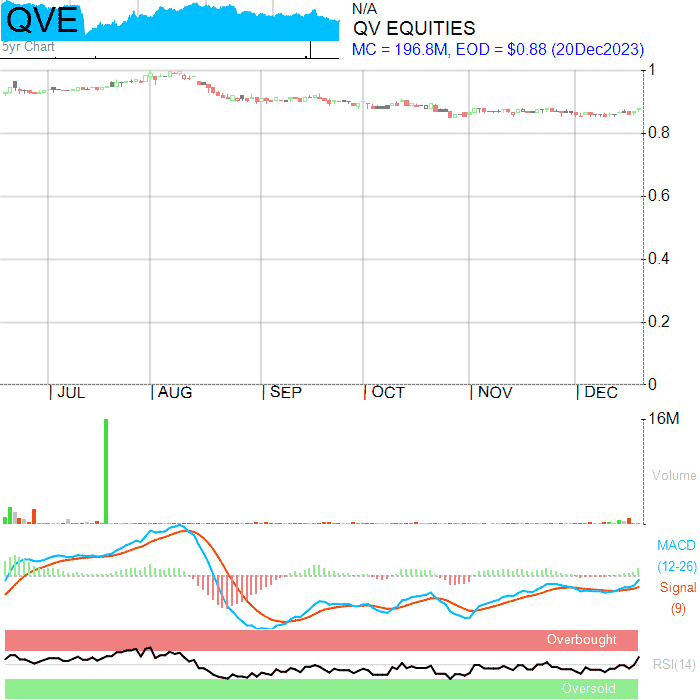 QVE
5yr Chart
N/A
QV EQUITIES
MC = 196.8M, EOD = $0.88 (20Dec2023)
1
0.8
0.6
0.4
0.2
0
JUL AUG SEP OCT NOV DEC
16M
Volume
MACD
(12-26)
Signal
(9)
Overbought
RSI(14)
Oversold